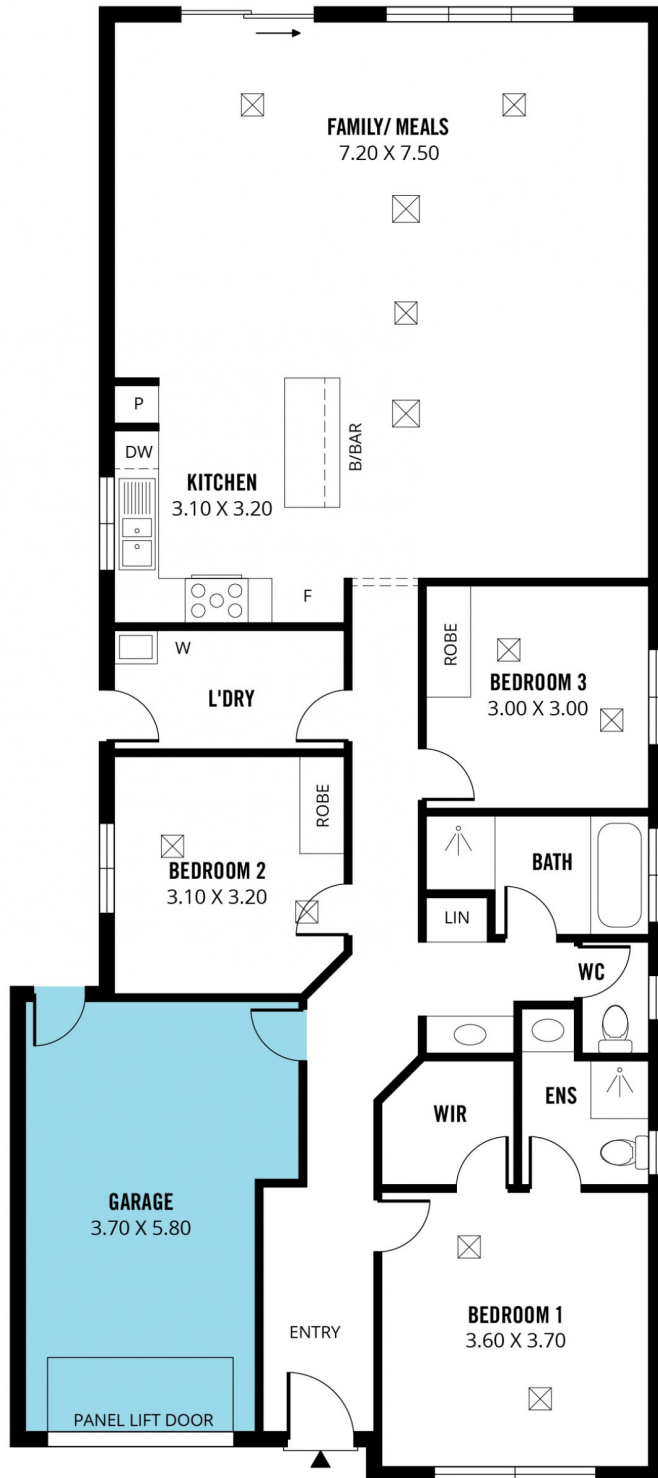 FAMILY/ MEALS
7.20 X 7.50
P
DW
KITCHEN
3.10 X 3.20
B/BAR
F
W
L'DRY
ROBE
BEDROOM 3
3.00 X 3.00
ROBE
BEDROOM 2
3.10 X 3.20
BATH
LIN
WC
ENS
WIR
GARAGE
3.70 X 5.80
ENTRY
BEDROOM 1
3.60 X 3.70
PANEL LIFT DOOR